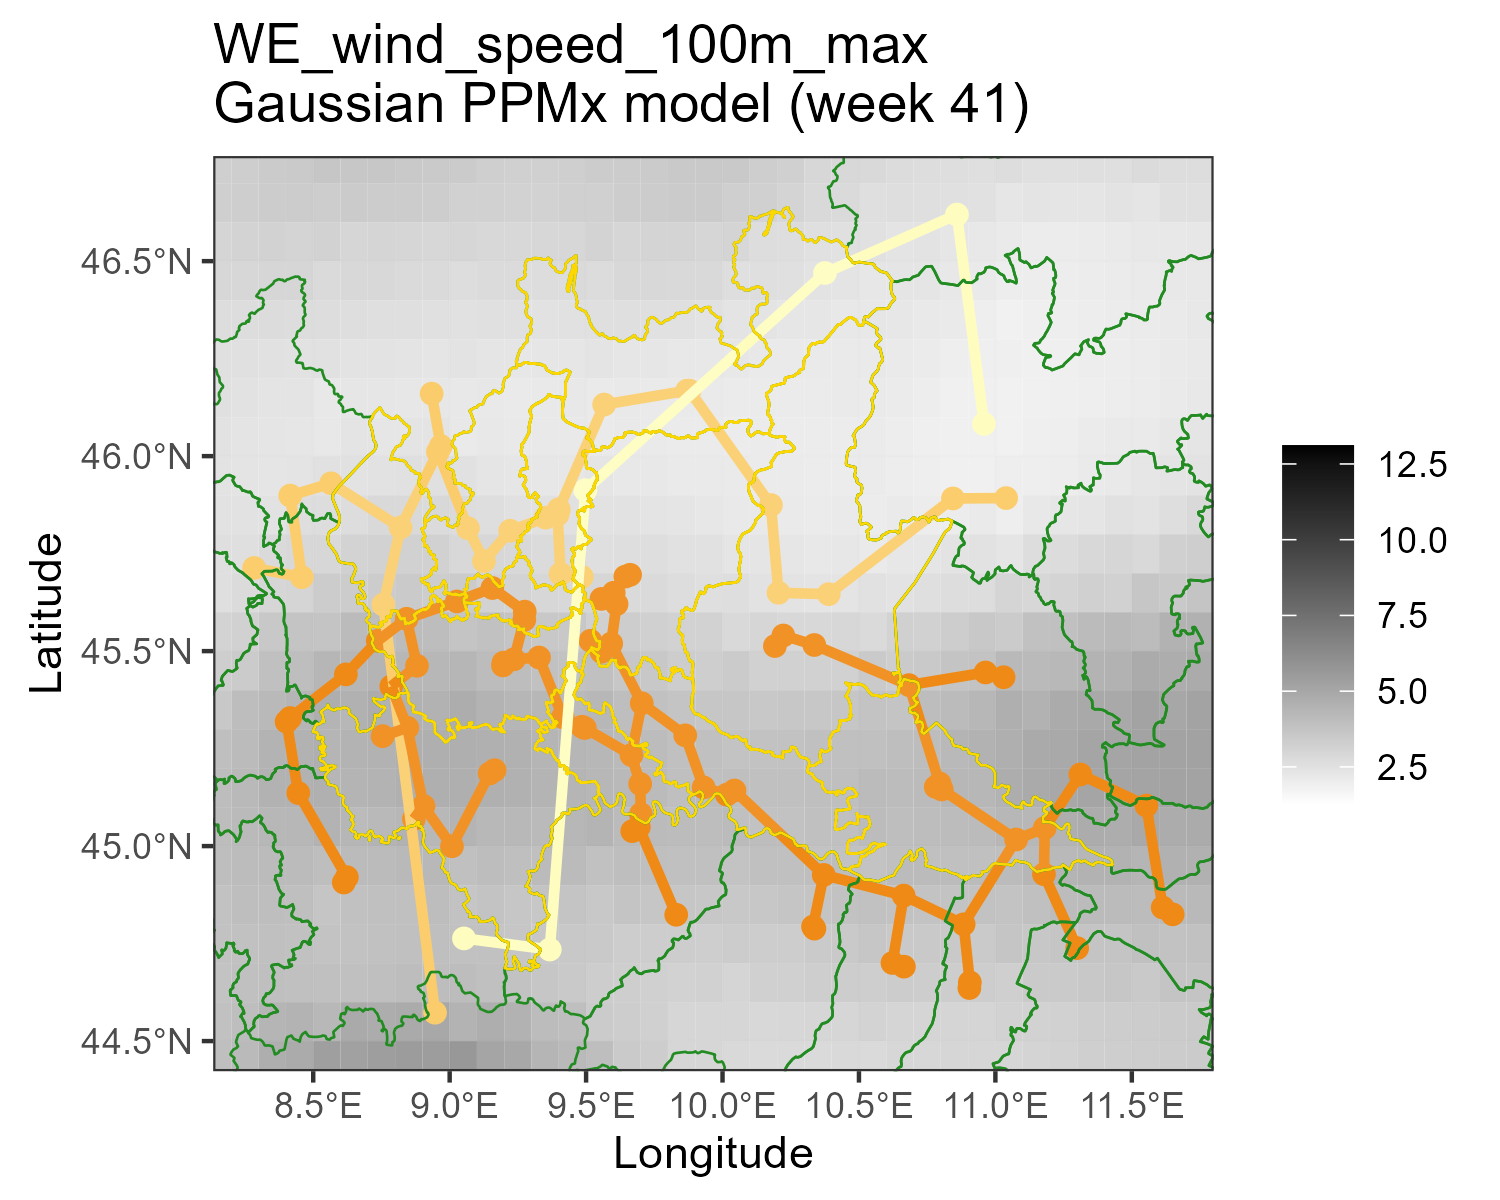 WE_wind_speed_100m_max
Gaussian PPMx model (week 41)
46.5°N
46.0°N
45.5°N
45.0°N
44.5°N
Latitude
8.5°E 9.0°E 9.5°E 10.0°E 10.5°E 11.0°E 11.5°E
Longitude
12.5
10.0
7.5
5.0
2.5